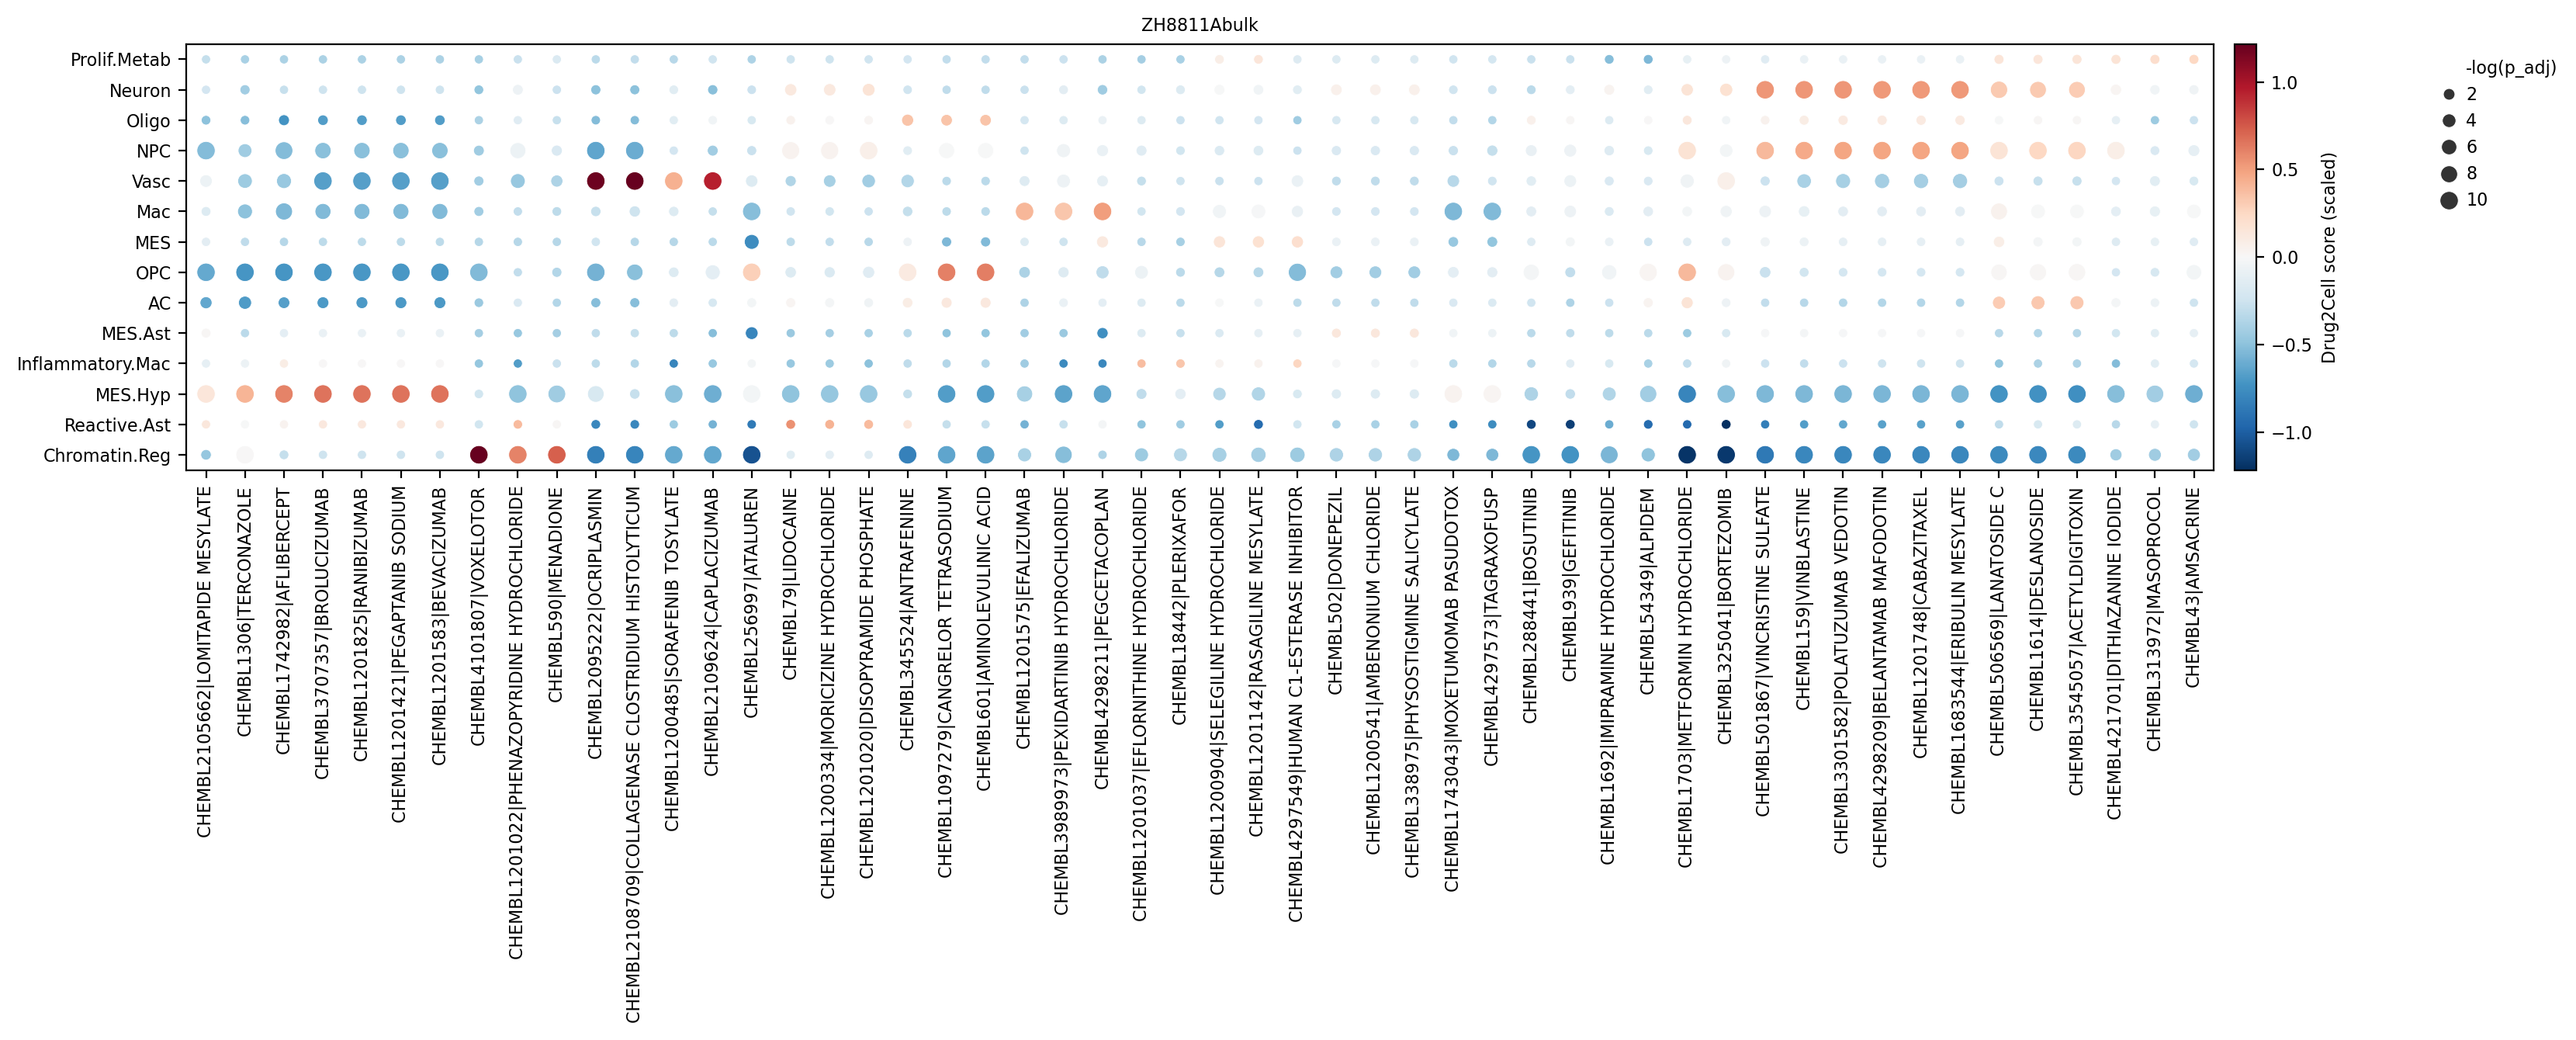 ZH8811Abulk
Prolif.Metab
Neuron
Oligo
NPC
Vasc
Mac
MES
OPC
AC
MES.Ast
Inflammatory.Mac
MES.Hyp
Reactive.Ast
Chromatin.Reg
CHEMBL2105662|LOMITAPIDE MESYLATE
CHEMBL1306|TERCONAZOLE
CHEMBL1742982|AFLIBERCEPT
CHEMBL3707357|BROLUCIZUMAB
CHEMBL1201825|RANIBIZUMAB
CHEMBL1201421|PEGAPTANIB SODIUM
CHEMBL1201583|BEVACIZUMAB
CHEMBL4101807|VOXELOTOR
CHEMBL1201022|PHENAZOPYRIDINE HYDROCHLORIDE
CHEMBL590|MENADIONE
CHEMBL2095222|OCRIPLASMIN
CHEMBL2108709|COLLAGENASE CLOSTRIDIUM HISTOLYTICUM
CHEMBL1200485|SORAFENIB TOSYLATE
CHEMBL2109624|CAPLACIZUMAB
CHEMBL256997|ATALUREN
CHEMBL79|LIDOCAINE
CHEMBL1200334|MORICIZINE HYDROCHLORIDE
CHEMBL1201020|DISOPYRAMIDE PHOSPHATE
CHEMBL345524|ANTRAFENINE
CHEMBL1097279|CANGRELOR TETRASODIUM
CHEMBL601|AMINOLEVULINIC ACID
CHEMBL1201575|EFALIZUMAB
CHEMBL3989973|PEXIDARTINIB HYDROCHLORIDE
CHEMBL4298211|PEGCETACOPLAN
CHEMBL1201037|EFLORNITHINE HYDROCHLORIDE
CHEMBL18442|PLERIXAFOR
CHEMBL1200904|SELEGILINE HYDROCHLORIDE
CHEMBL1201142|RASAGILINE MESYLATE
CHEMBL4297549|HUMAN C1-ESTERASE INHIBITOR
CHEMBL502|DONEPEZIL
CHEMBL1200541|AMBENONIUM CHLORIDE
CHEMBL338975|PHYSOSTIGMINE SALICYLATE
CHEMBL1743043|MOXETUMOMAB PASUDOTOX
CHEMBL4297573|TAGRAXOFUSP
CHEMBL288441|BOSUTINIB
CHEMBL939|GEFITINIB
CHEMBL1692|IMIPRAMINE HYDROCHLORIDE
CHEMBL54349|ALPIDEM
CHEMBL1703|METFORMIN HYDROCHLORIDE
CHEMBL325041|BORTEZOMIB
CHEMBL501867|VINCRISTINE SULFATE
CHEMBL159|VINBLASTINE
CHEMBL3301582|POLATUZUMAB VEDOTIN
CHEMBL4298209|BELANTAMAB MAFODOTIN
CHEMBL1201748|CABAZITAXEL
CHEMBL1683544|ERIBULIN MESYLATE
CHEMBL506569|LANATOSIDE C
CHEMBL1614|DESLANOSIDE
CHEMBL3545057|ACETYLDIGITOXIN
CHEMBL421701|DITHIAZANINE IODIDE
CHEMBL313972|MASOPROCOL
CHEMBL43|AMSACRINE
1.0
0.5
0.0
−0.5
−1.0
Drug2Cell score (scaled)
-log(p_adj)
2
4
6
8
10